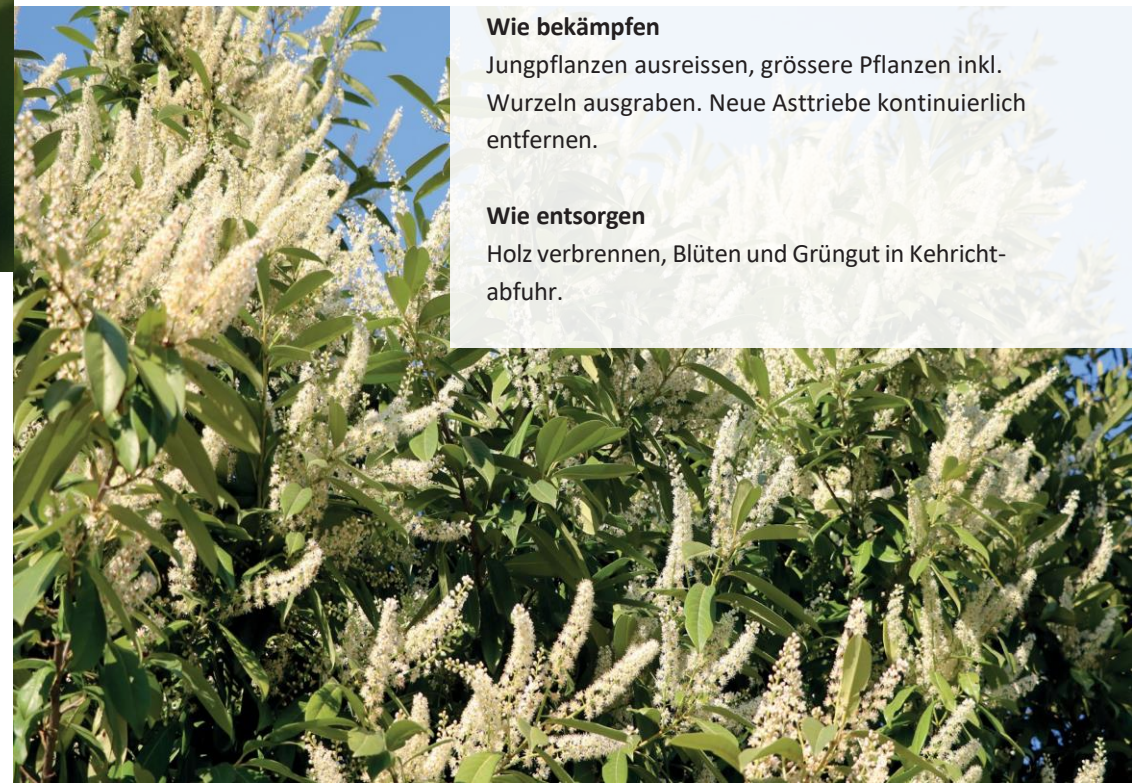 Wie bekämpfen
Jungpflanzen ausreissen, grössere Pflanzen inkl.
Wurzeln ausgraben. Neue Asttriebe kontinuierlich
entfernen.
Wie entsorgen
Holz verbrennen, Blüten und Grüngut in Kehricht-
abfuhr.